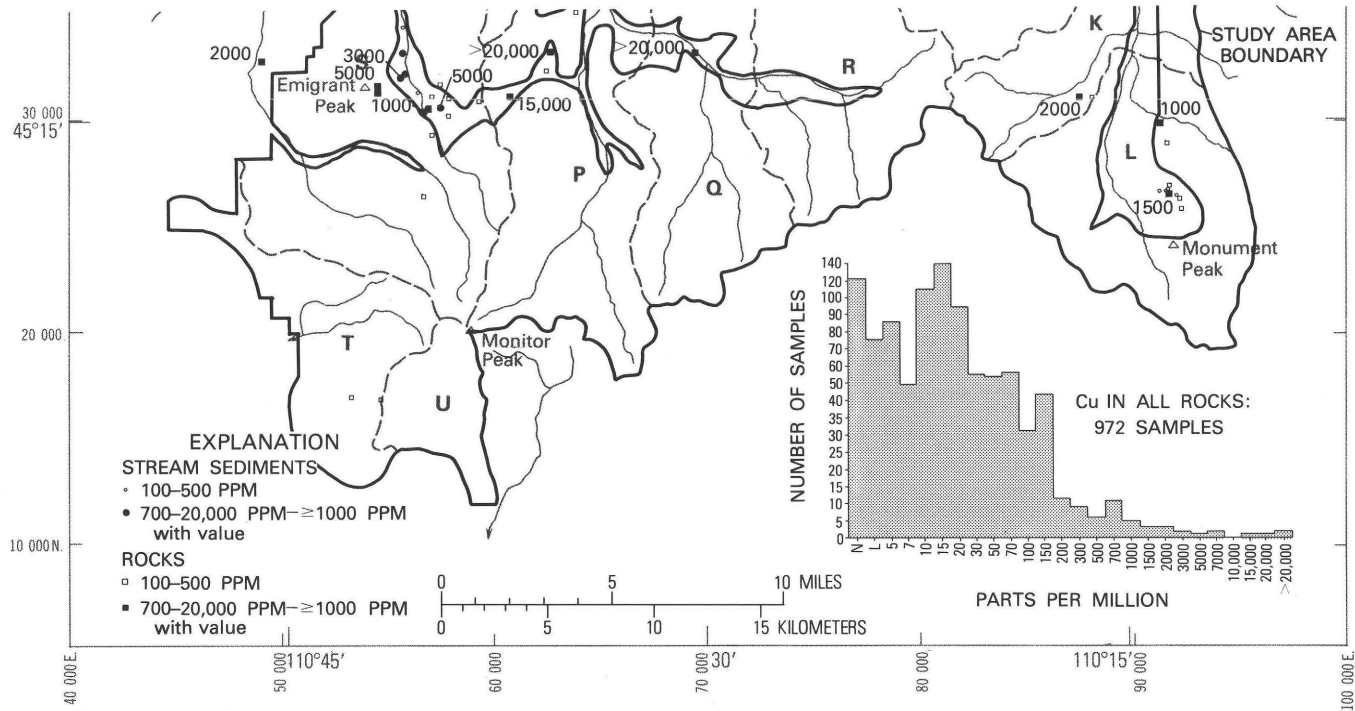 K
STUDY AREA
BOUNDARY
2000
3000
>20,000
>20,000
R
S
5000
5000
Emigrant
Peak
1000
15,000
2000
1000
30 000
45°15′
L
P
Q
1500
Monument
Peak
20 000
T
Monitor
Peak
U
NUMBER OF SAMPLES
140
120
100
90
80
70
60
50
40
30
20
15
10
5
0
Cu IN ALL ROCKS:
972 SAMPLES
N
L
5
7
10
15
20
30
50
70
100
150
200
300
500
700
1000
1500
2000
3000
5000
7000
10,000
15,000
20,000
>20,000
PARTS PER MILLION
EXPLANATION
STREAM SEDIMENTS
100–500 PPM
700–20,000 PPM—≥1000 PPM
with value
ROCKS
100–500 PPM
700–20,000 PPM—≥1000 PPM
with value
10 000 N.
0 5 10 MILES
0 5 10 15 KILOMETERS
110°45′
30′
110°15′
40 000 E.
50 000
60 000
70 000
80 000
90 000
100 000 E.